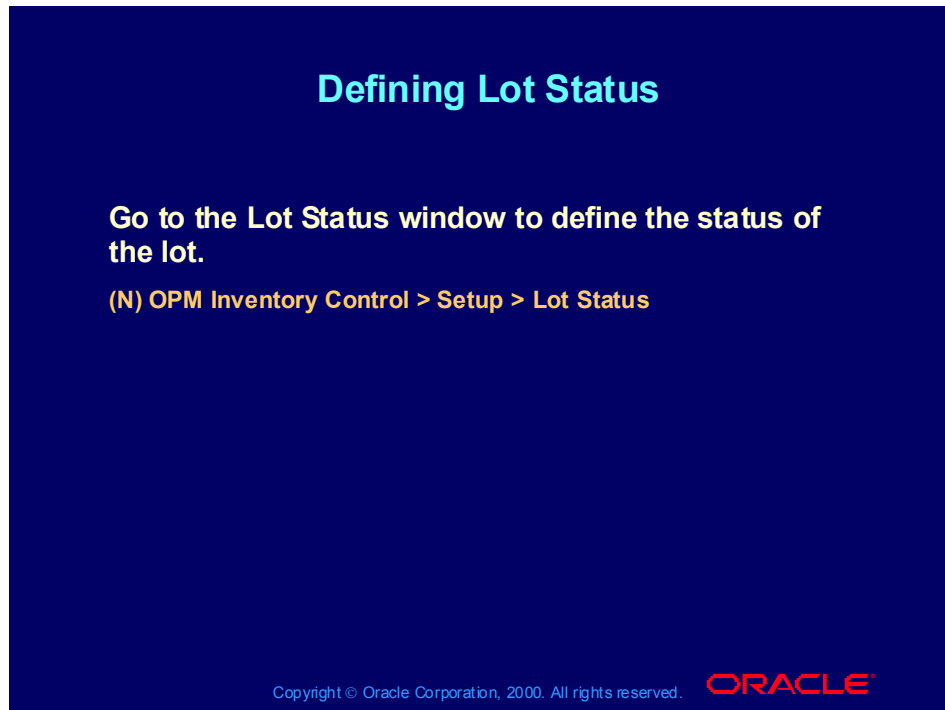 Defining Lot Status
Go to the Lot Status window to define the status of
the lot.
(N) OPM Inventory Control > Setup > Lot Status
Copyright © Oracle Corporation, 2000. All rights reserved.
ORACLE®